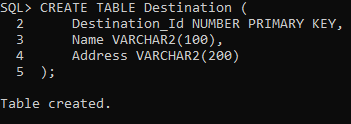 SQL> CREATE TABLE Destination (
  2      Destination_Id NUMBER PRIMARY KEY,
  3      Name VARCHAR2(100),
  4      Address VARCHAR2(200)
  5  );
Table created.